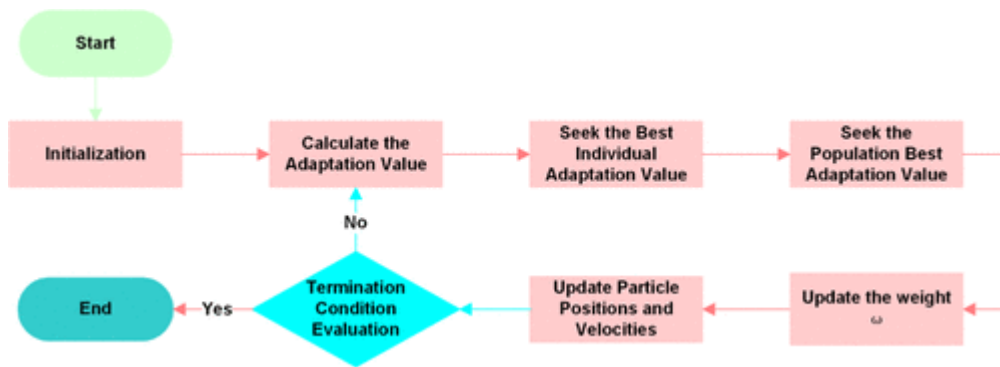 Start
Initialization
Calculate the
Adaptation Value
Seek the Best
Individual
Adaptation Value
Seek the
Population Best
Adaptation Value
No
End
Yes
Termination
Condition
Evaluation
Update Particle
Positions and
Velocities
Update the weight
ω